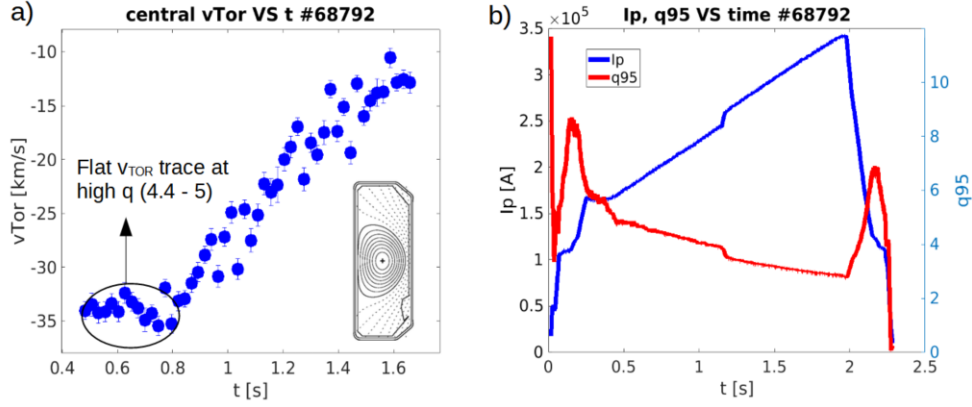 a)
central vTor VS t #68792
-10
-15
-20
-25
-30
-35
vTor [km/s]
Flat vTOR trace at
high q (4.4 - 5)
0.4
0.6
0.8
1
1.2
1.4
1.6
t [s]
b)
Ip, q95 VS time #68792
×10⁵
3.5
3
2.5
2
1.5
1
0.5
0
Ip [A]
Ip
q95
10
8
6
4
2
0
q95
0
0.5
1
1.5
2
2.5
t [s]